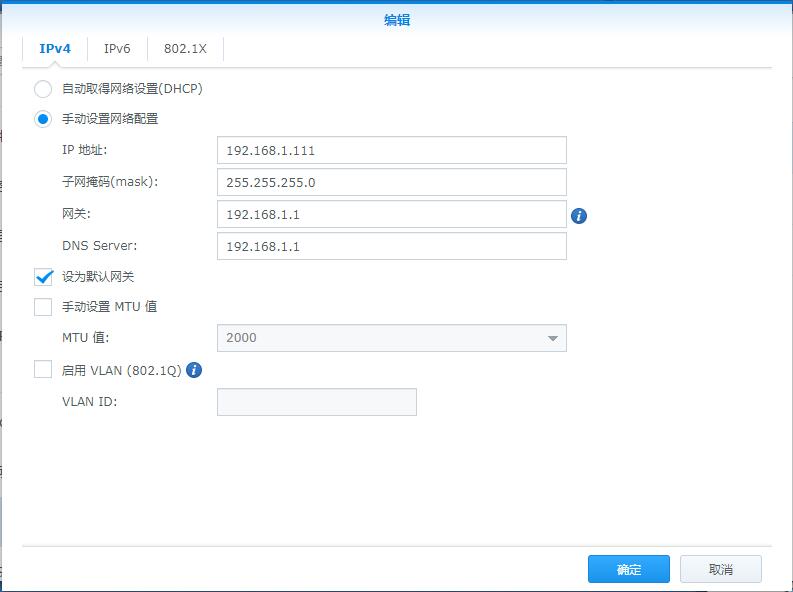 编辑
IPv4 IPv6 802.1X
自动取得网络设置(DHCP)
手动设置网络配置
IP 地址: 192.168.1.111
子网掩码(mask): 255.255.255.0
网关: 192.168.1.1
DNS Server: 192.168.1.1
设为默认网关
手动设置 MTU 值
MTU 值: 2000
启用 VLAN (802.1Q)
VLAN ID:
确定 取消